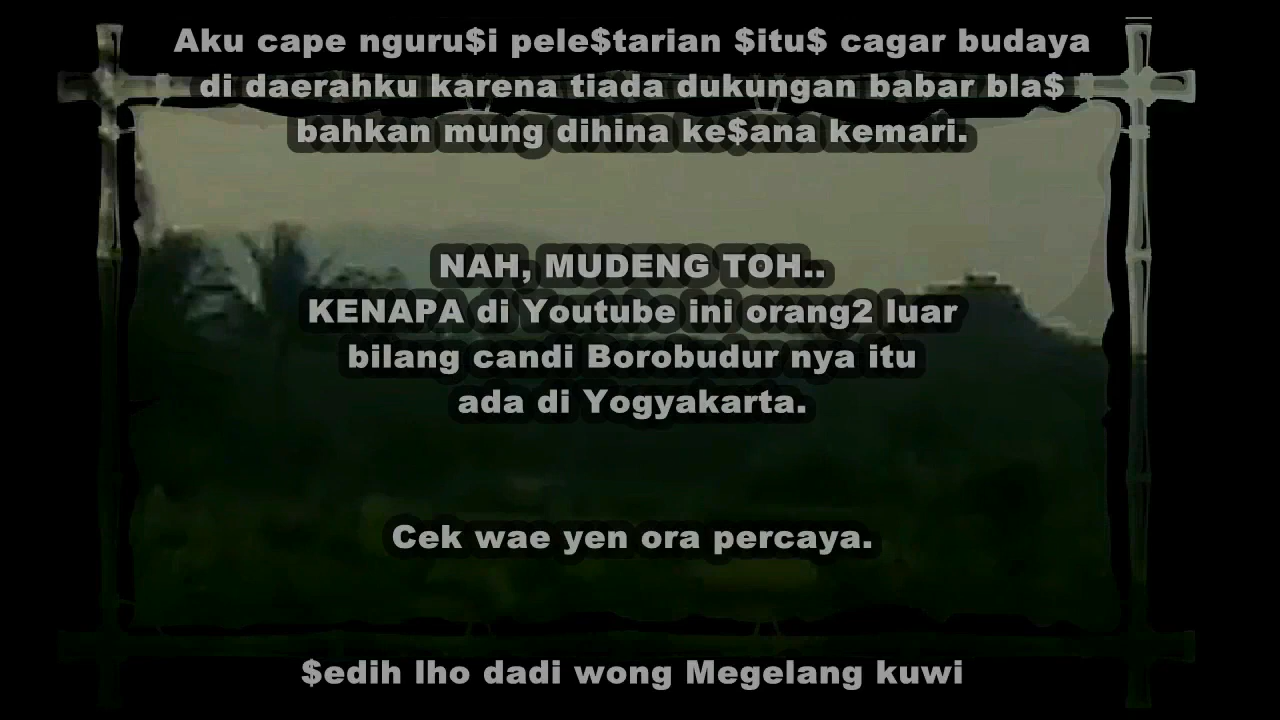 Aku cape nguru$i pele$tarian $itu$ cagar budaya
di daerahku karena tiada dukungan babar bla$
bahkan mung dihina ke$ana kemari.
NAH, MUDENG TOH..
KENAPA di Youtube ini orang2 luar
bilang candi Borobudur nya itu
ada di Yogyakarta.
Cek wae yen ora percaya.
$edih lho dadi wong Megelang kuwi